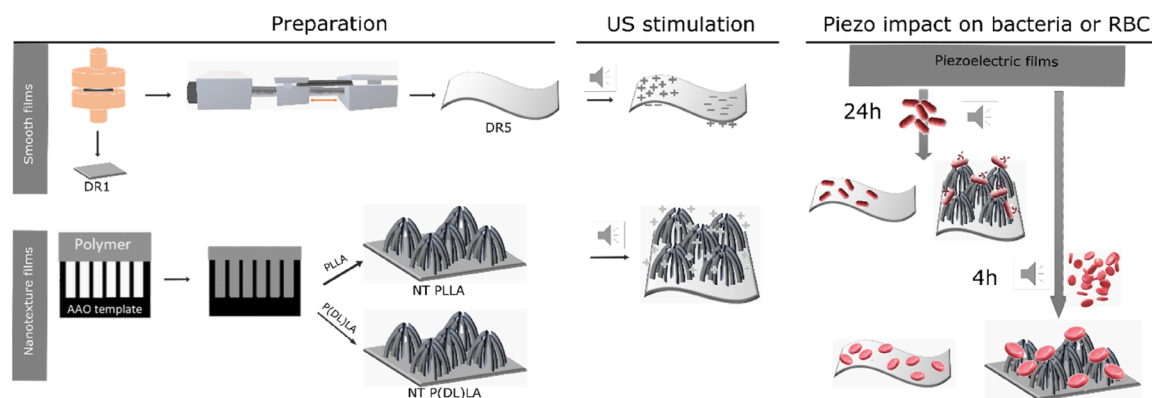 Preparation
US stimulation
Piezo impact on bacteria or RBC
Smooth films
DR1
DR5
Piezoelectric films
24h
Nanotexture films
Polymer
AAO template
PLLA
P(DL)LA
NT PLLA
NT P(DL)LA
4h